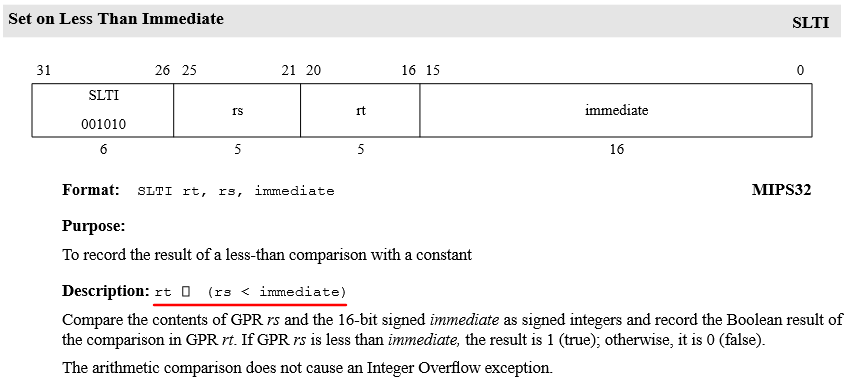 Set on Less Than Immediate SLTI
31 26 25 21 20 16 15 0
SLTI
001010
rs rt immediate
6 5 5 16
Format: SLTI rt, rs, immediate MIPS32
Purpose:
To record the result of a less-than comparison with a constant
Description: rt □ (rs < immediate)
Compare the contents of GPR rs and the 16-bit signed immediate as signed integers and record the Boolean result of
the comparison in GPR rt. If GPR rs is less than immediate, the result is 1 (true); otherwise, it is 0 (false).
The arithmetic comparison does not cause an Integer Overflow exception.